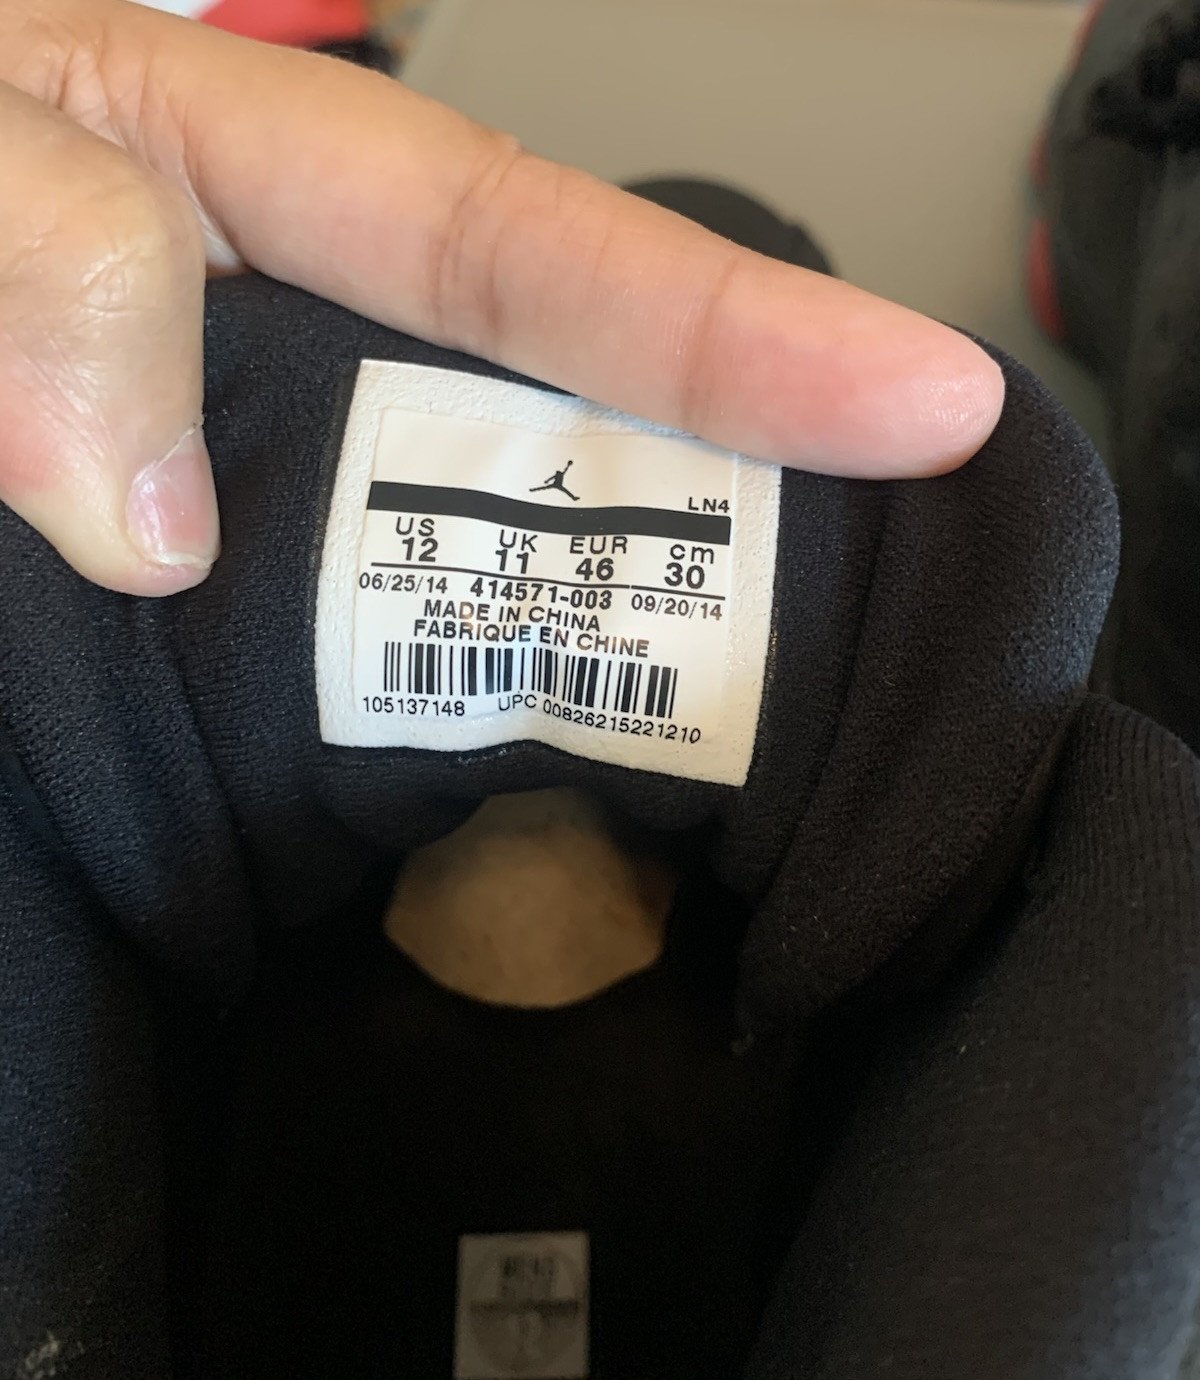 LN4
US UK EUR cm
12 11 46 30
06/25/14 414571-003 09/20/14
MADE IN CHINA
FABRIQUE EN CHINE
105137148 UPC 00826215221210